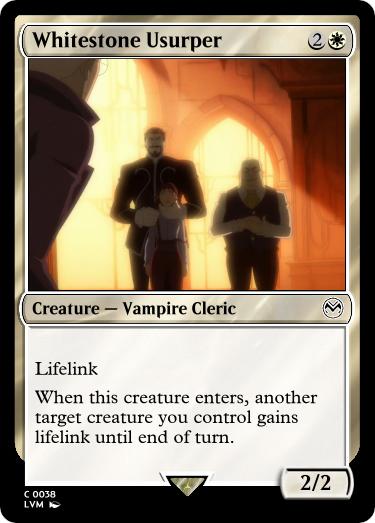 Whitestone Usurper 2
Creature — Vampire Cleric
Lifelink
When this creature enters, another
target creature you control gains
lifelink until end of turn.
2/2
C 0038
LVM